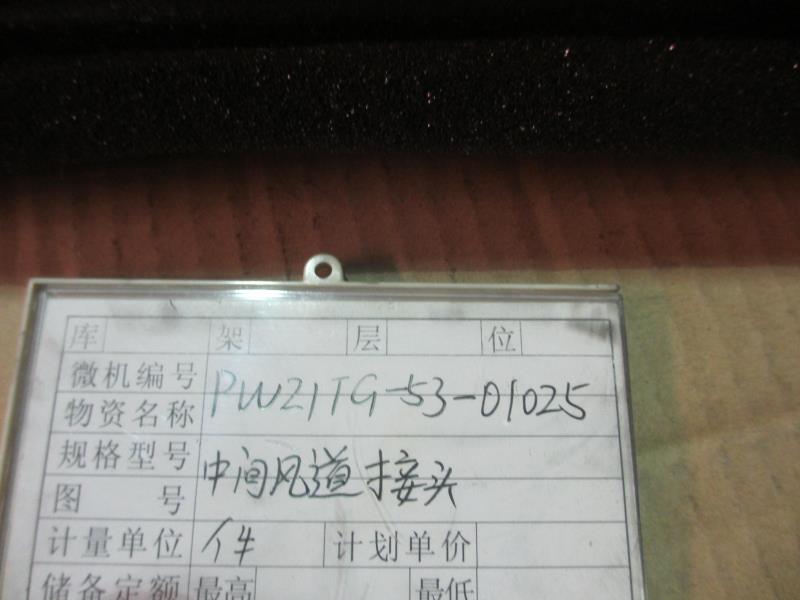 库 架 层 位
微机编号
PWZ1TG-53-01025
物资名称
规格型号
中间风道接头
图 号
计量单位 件 计划单价
储备定额 最高 最低